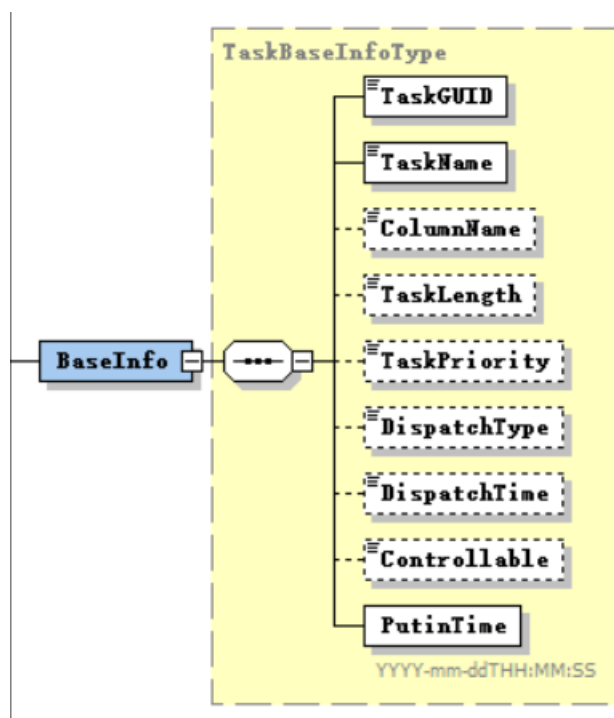 TaskBaseInfoType
TaskGUID
TaskName
ColumnName
TaskLength
BaseInfo
TaskPriority
DispatchType
DispatchTime
Controllable
PutinTime
YYYY-mm-ddTHH:MM:SS